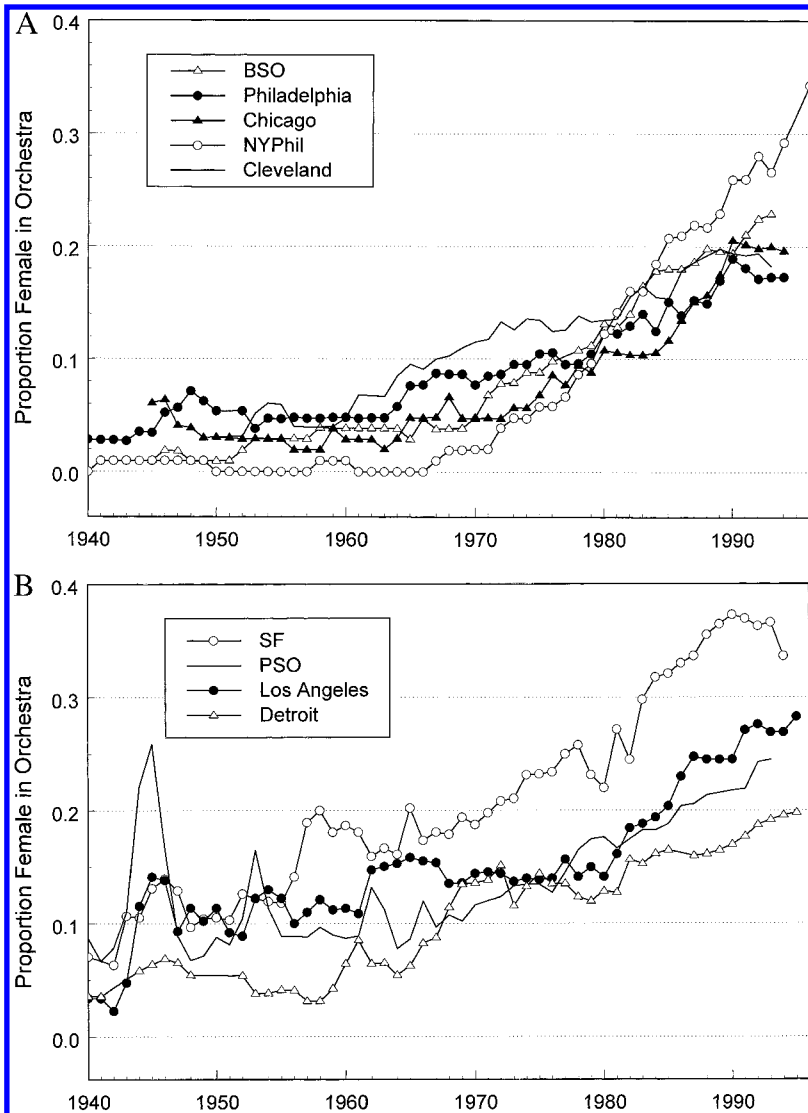 A
Proportion Female in Orchestra
0.4
0.3
0.2
0.1
0.0
BSO
Philadelphia
Chicago
NYPhil
Cleveland
1940 1950 1960 1970 1980 1990
B
Proportion Female in Orchestra
0.4
0.3
0.2
0.1
0.0
SF
PSO
Los Angeles
Detroit
1940 1950 1960 1970 1980 1990